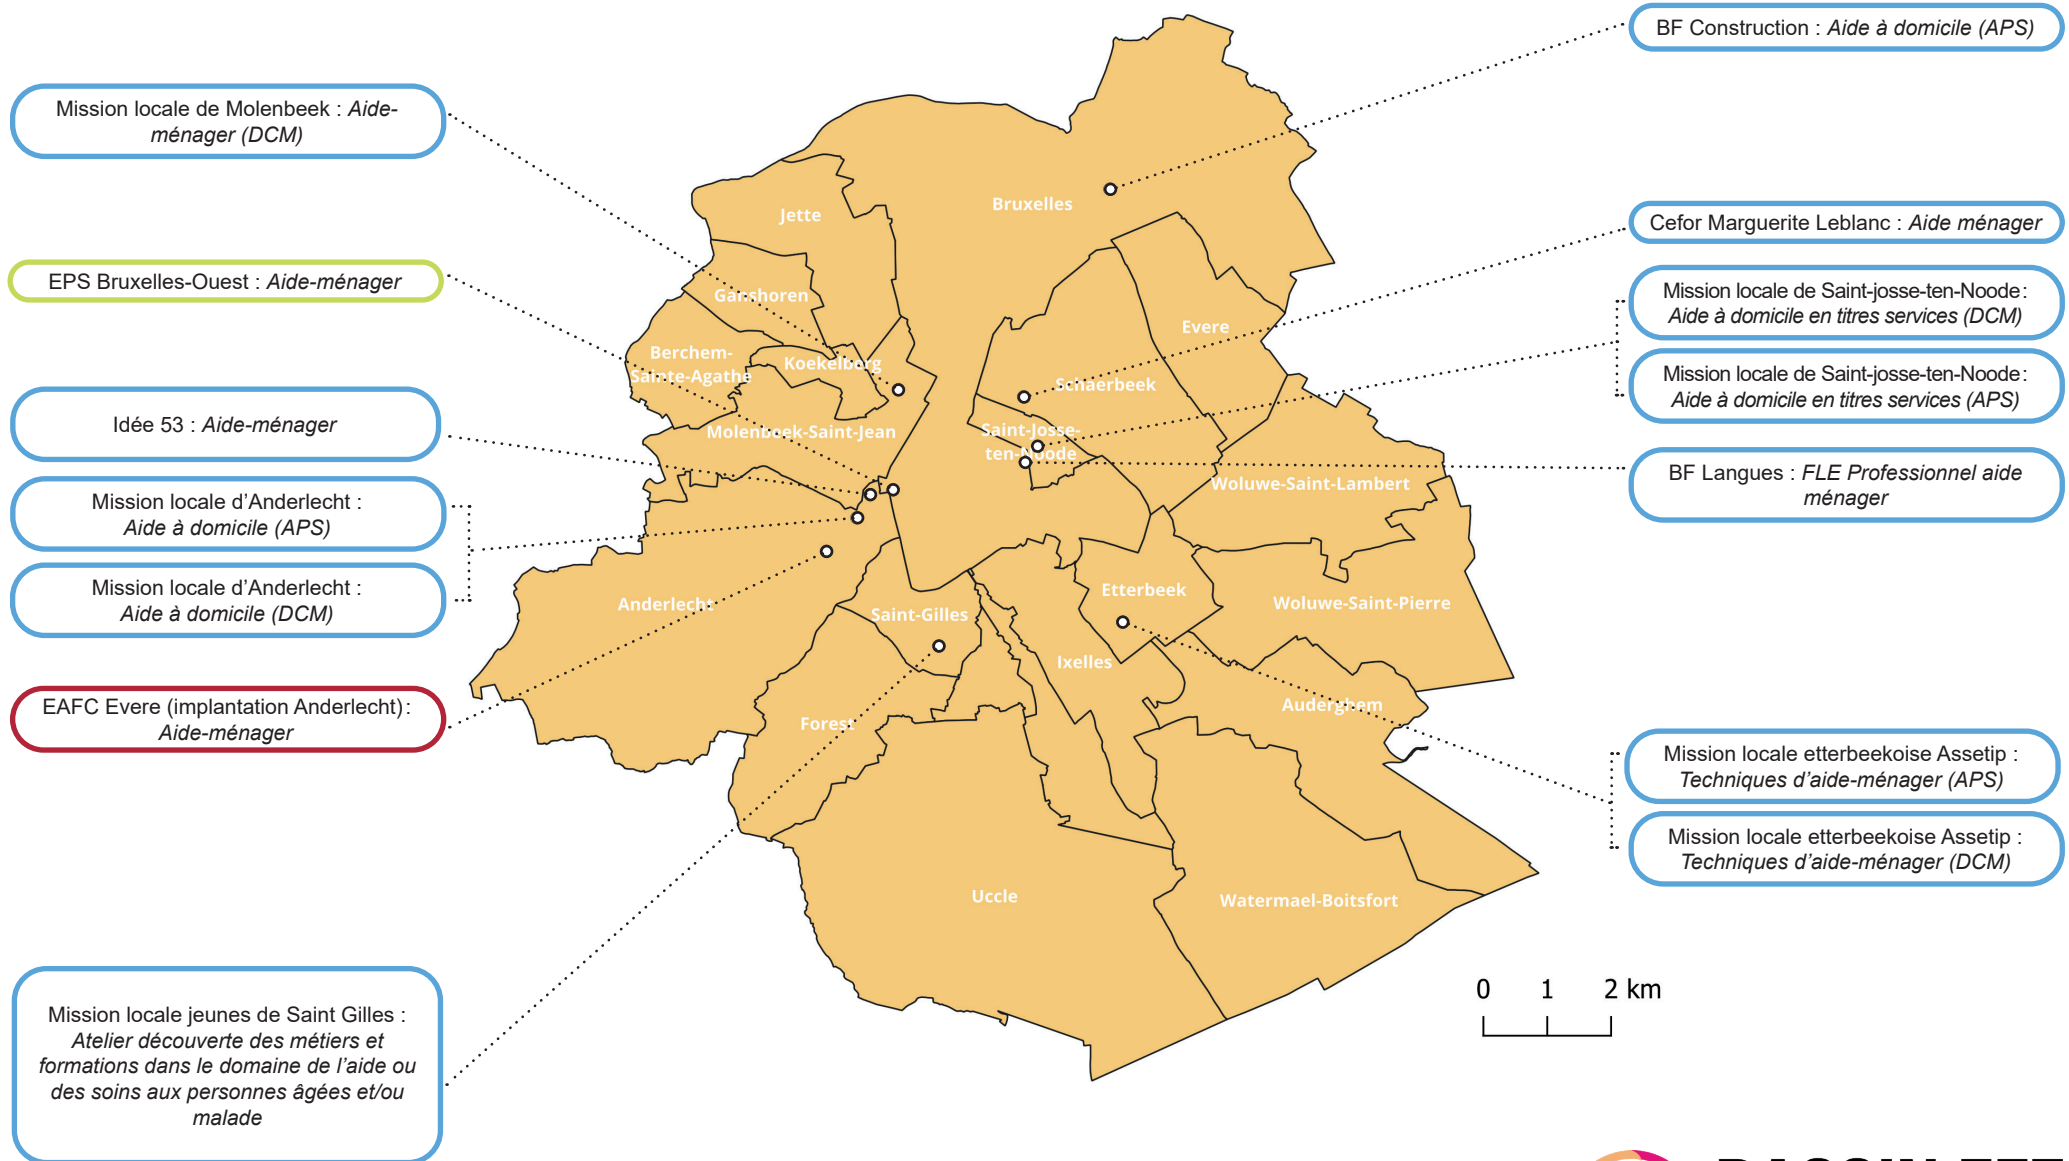 BF Construction : Aide à domicile (APS)
Mission locale de Molenbeek : Aide-
ménager (DCM)
EPS Bruxelles-Ouest : Aide-ménager
Idée 53 : Aide-ménager
Mission locale d'Anderlecht :
Aide à domicile (APS)
Mission locale d'Anderlecht :
Aide à domicile (DCM)
EAFC Evere (implantation Anderlecht) :
Aide-ménager
Mission locale jeunes de Saint Gilles :
Atelier découverte des métiers et
formations dans le domaine de l'aide ou
des soins aux personnes âgées et/ou
malade
Bruxelles
Jette
Ganshoren
Evere
Berchem-
Sainte-Agathe
Koekelberg
Schaerbeek
Molenbeek-Saint-Jean
Saint-Josse-
ten-Noode
Woluwe-Saint-Lambert
Anderlecht
Saint-Gilles
Etterbeek
Woluwe-Saint-Pierre
Ixelles
Auderghem
Forest
Uccle
Watermael-Boitsfort
Cefor Marguerite Leblanc : Aide ménager
Mission locale de Saint-josse-ten-Noode :
Aide à domicile en titres services (DCM)
Mission locale de Saint-josse-ten-Noode :
Aide à domicile en titres services (APS)
BF Langues : FLE Professionnel aide
ménager
Mission locale etterbeekoise Assetip :
Techniques d'aide-ménager (APS)
Mission locale etterbeekoise Assetip :
Techniques d'aide-ménager (DCM)
0 1 2 km